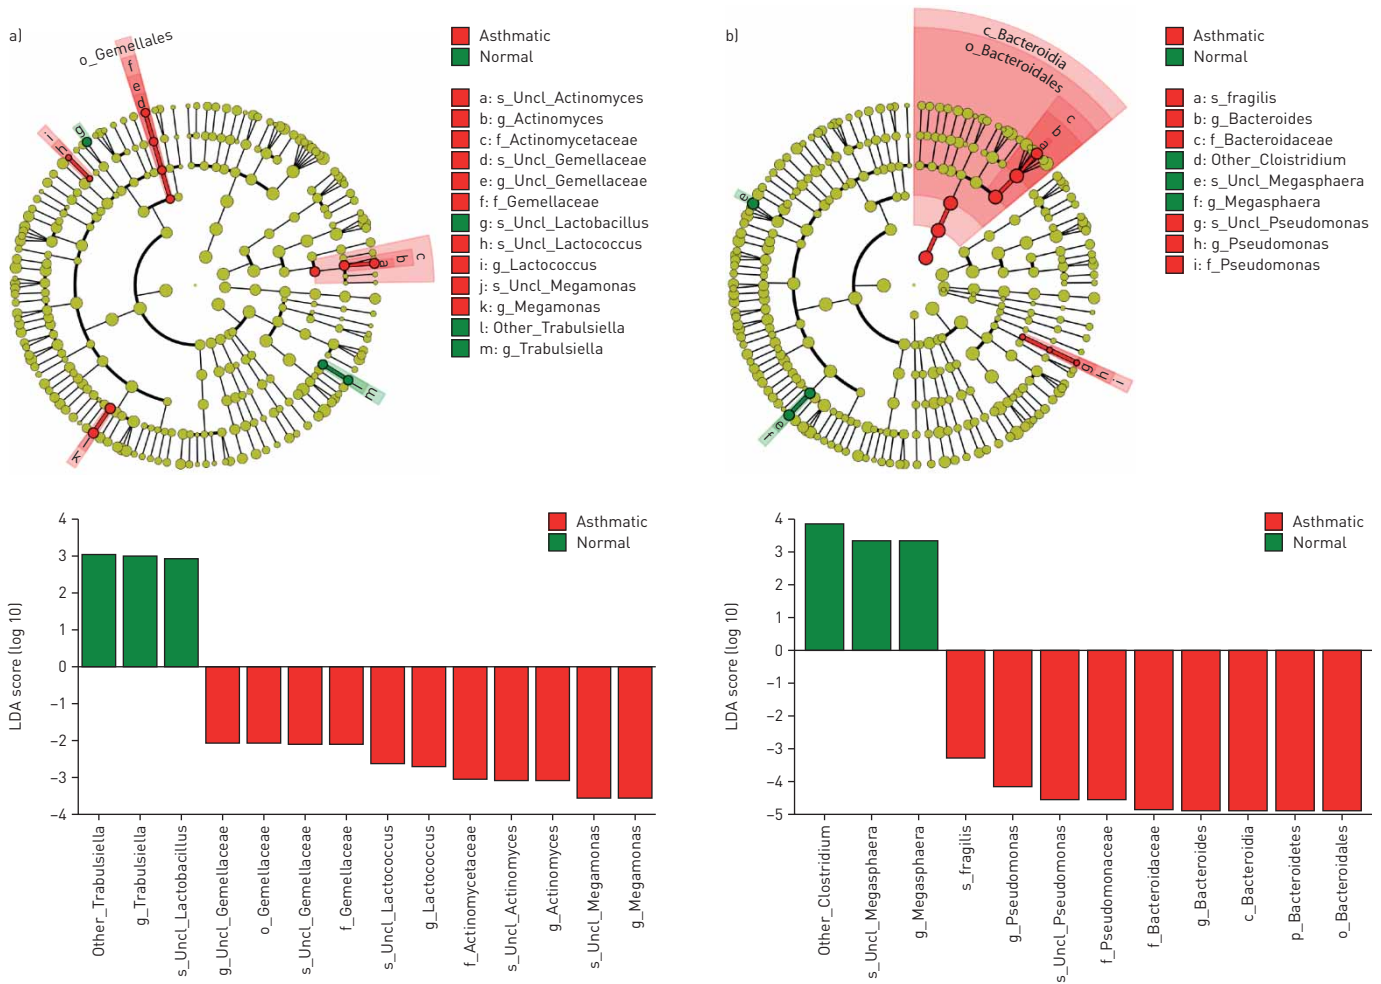 a)
o_Gemellales
f
e
d
g
i
h
c
b
a
m
l
k
j
Asthmatic
Normal
a: s_Uncl_Actinomyces
b: g_Actinomyces
c: f_Actinomycetaceae
d: s_Uncl_Gemellaceae
e: g_Uncl_Gemellaceae
f: f_Gemellaceae
g: s_Uncl_Lactobacillus
h: s_Uncl_Lactococcus
i: g_Lactococcus
j: s_Uncl_Megamonas
k: g_Megamonas
l: Other_Trabulsiella
m: g_Trabulsiella
b)
c_Bacteroidia
o_Bacteroidales
c
b
a
e
i
h
g
e f
Asthmatic
Normal
a: s_fragilis
b: g_Bacteroides
c: f_Bacteroidaceae
d: Other_Cloistridium
e: s_Uncl_Megasphaera
f: g_Megasphaera
g: s_Uncl_Pseudomonas
h: g_Pseudomonas
i: f_Pseudomonas
LDA score (log 10)
4
3
2
1
0
–1
–2
–3
–4
Asthmatic
Normal
Other_Trabulsiella
g_Trabulsiella
s_Uncl_Lactobacillus
g_Uncl_Gemellaceae
o_Gemellaceae
s_Uncl_Gemellaceae
f_Gemellaceae
s_Uncl_Lactococcus
g_Lactococcus
f_Actinomycetaceae
s_Uncl_Actinomyces
g_Actinomyces
s_Uncl_Megamonas
g_Megamonas
LDA score (log 10)
4
3
2
1
0
–1
–2
–3
–4
–5
Asthmatic
Normal
Other_Clostridium
s_Uncl_Megasphaera
g_Megasphaera
s_fragilis
g_Pseudomonas
s_Uncl_Pseudomonas
f_Pseudomonaceae
f_Bacteroidaceae
g_Bacteroides
c_Bacteroidia
p_Bacteroidetes
o_Bacteroidales